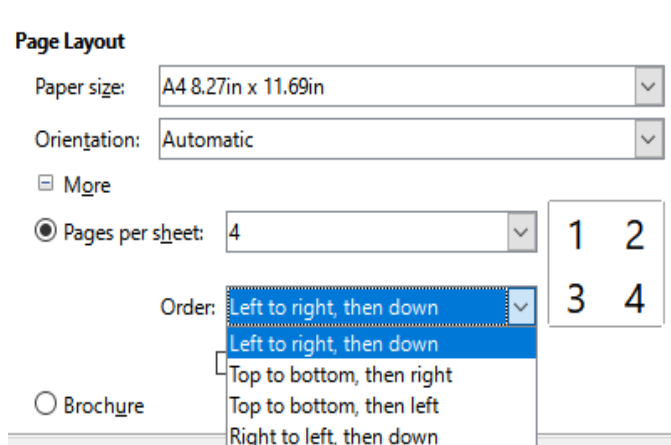 Page Layout
Paper size: A4 8.27in x 11.69in
Orientation: Automatic
More
Pages per sheet: 4
1 2
3 4
Order: Left to right, then down
Left to right, then down
Top to bottom, then right
Top to bottom, then left
Brochure
Right to left, then down